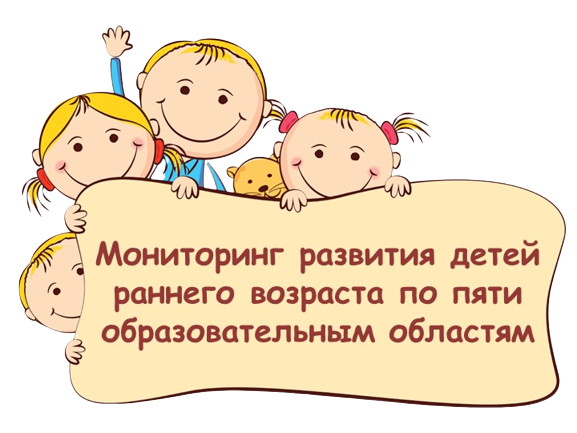 Мониторинг развития детей
раннего возраста по пяти
образовательным областям